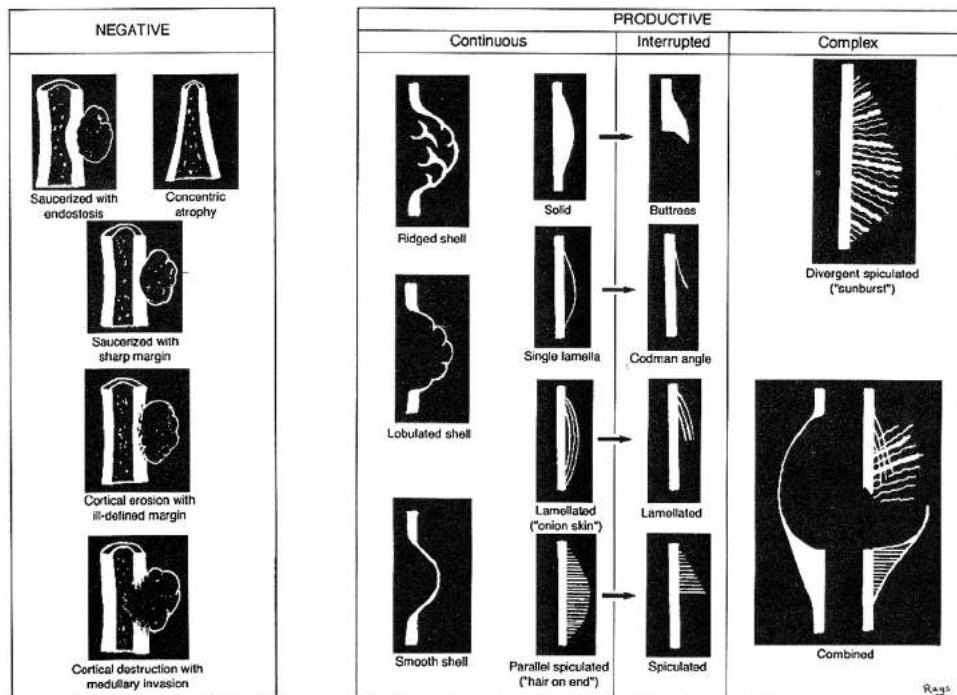 NEGATIVE
Saucerized with
endostosis
Concentric
atrophy
Saucerized with
sharp margin
Cortical erosion with
ill-defined margin
Cortical destruction with
medullary invasion
PRODUCTIVE
Continuous
Interrupted
Complex
Ridged shell
Solid
Buttress
Divergent spiculated
("sunburst")
Lobulated shell
Single lamella
Codman angle
Lamellated
("onion skin")
Lamellated
Smooth shell
Parallel spiculated
("hair on end")
Spiculated
Combined
Rays